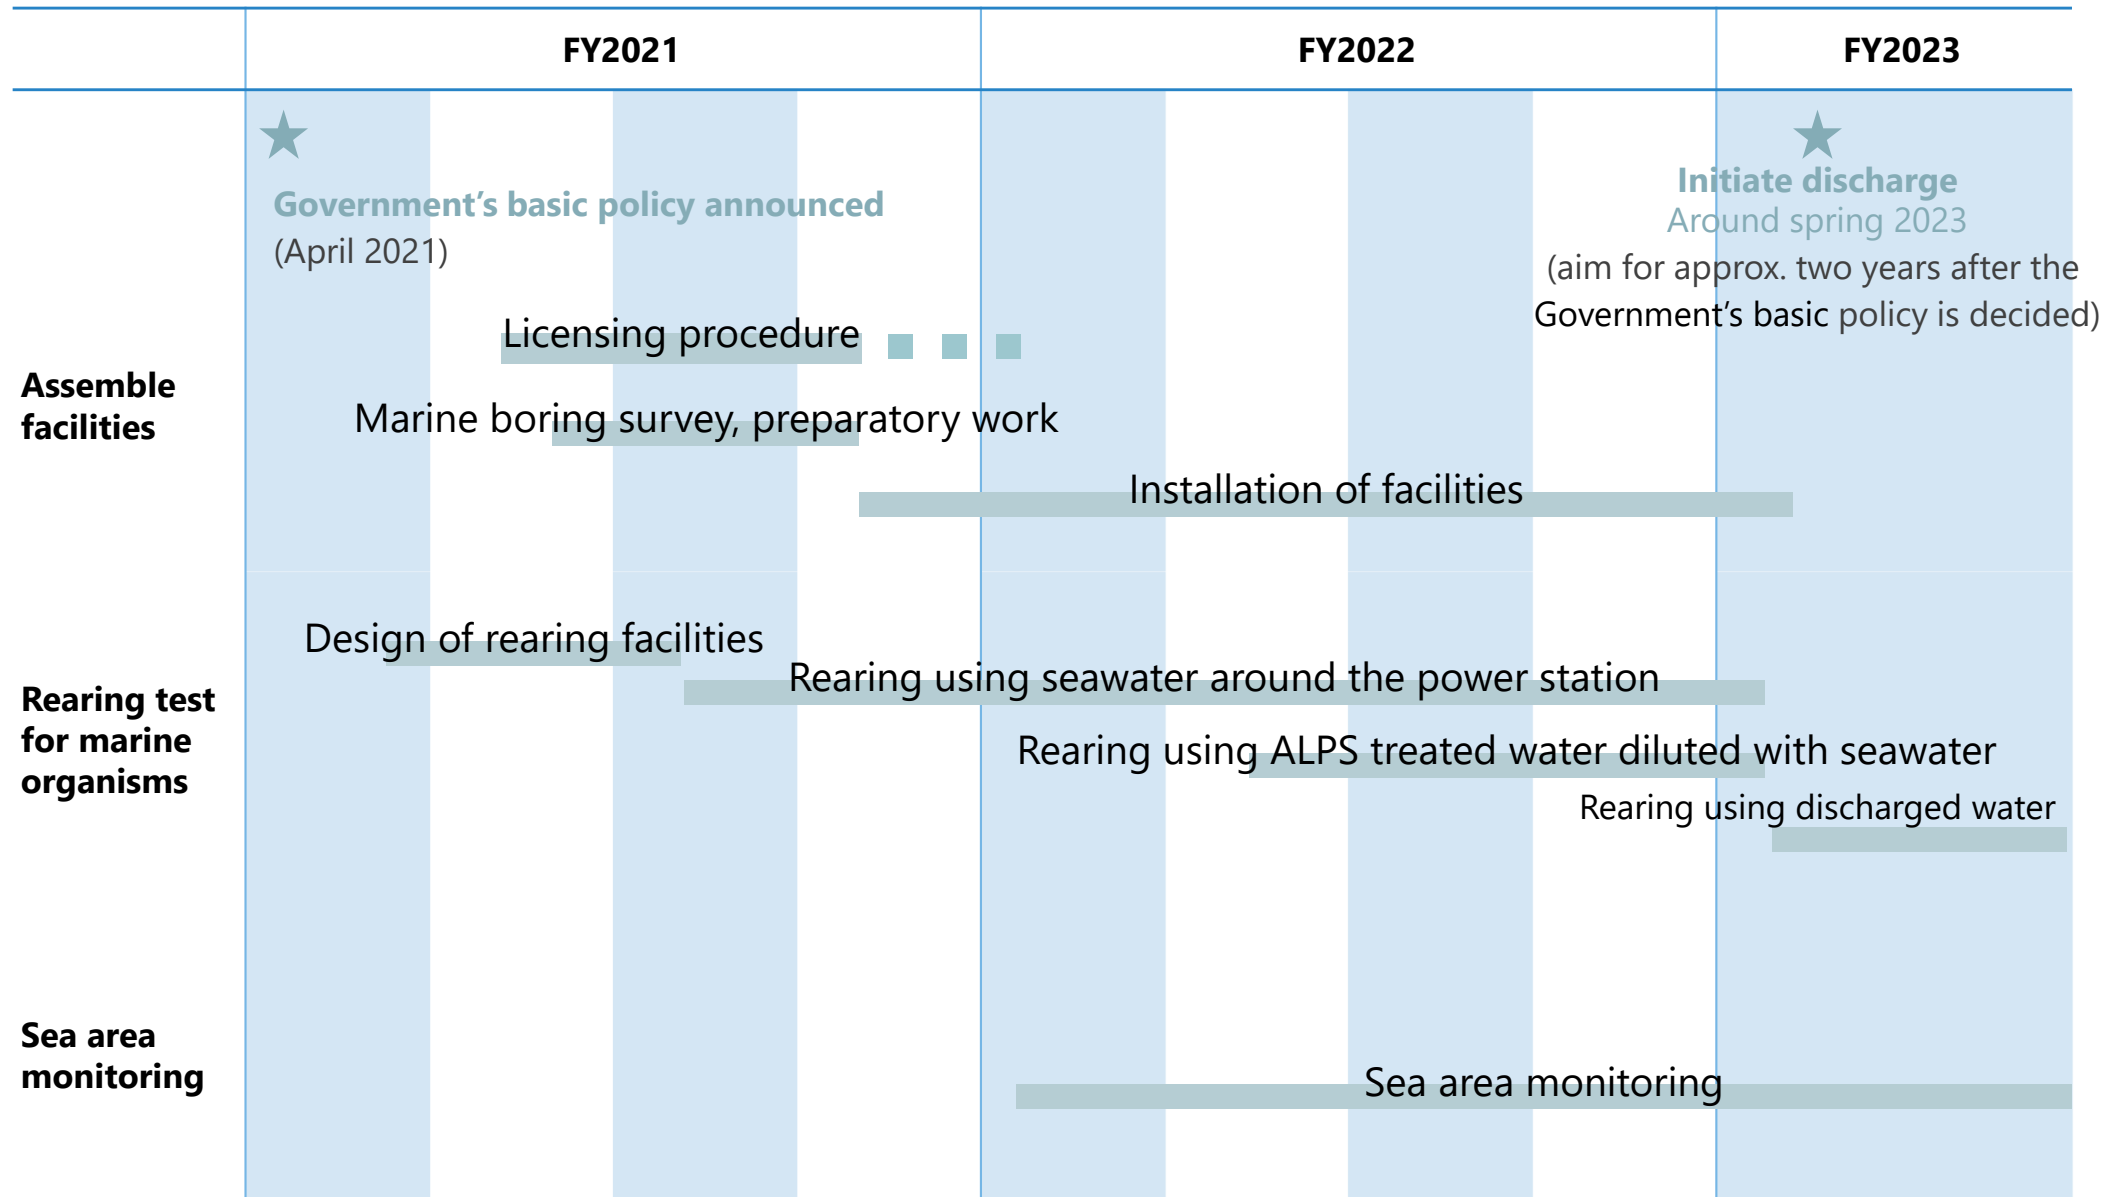 FY2021
FY2022
FY2023
Government’s basic policy announced
(April 2021)
Initiate discharge
Around spring 2023
(aim for approx. two years after the
Government’s basic policy is decided)
Assemble
facilities
Licensing procedure
Marine boring survey, preparatory work
Installation of facilities
Rearing test
for marine
organisms
Design of rearing facilities
Rearing using seawater around the power station
Rearing using ALPS treated water diluted with seawater
Rearing using discharged water
Sea area
monitoring
Sea area monitoring